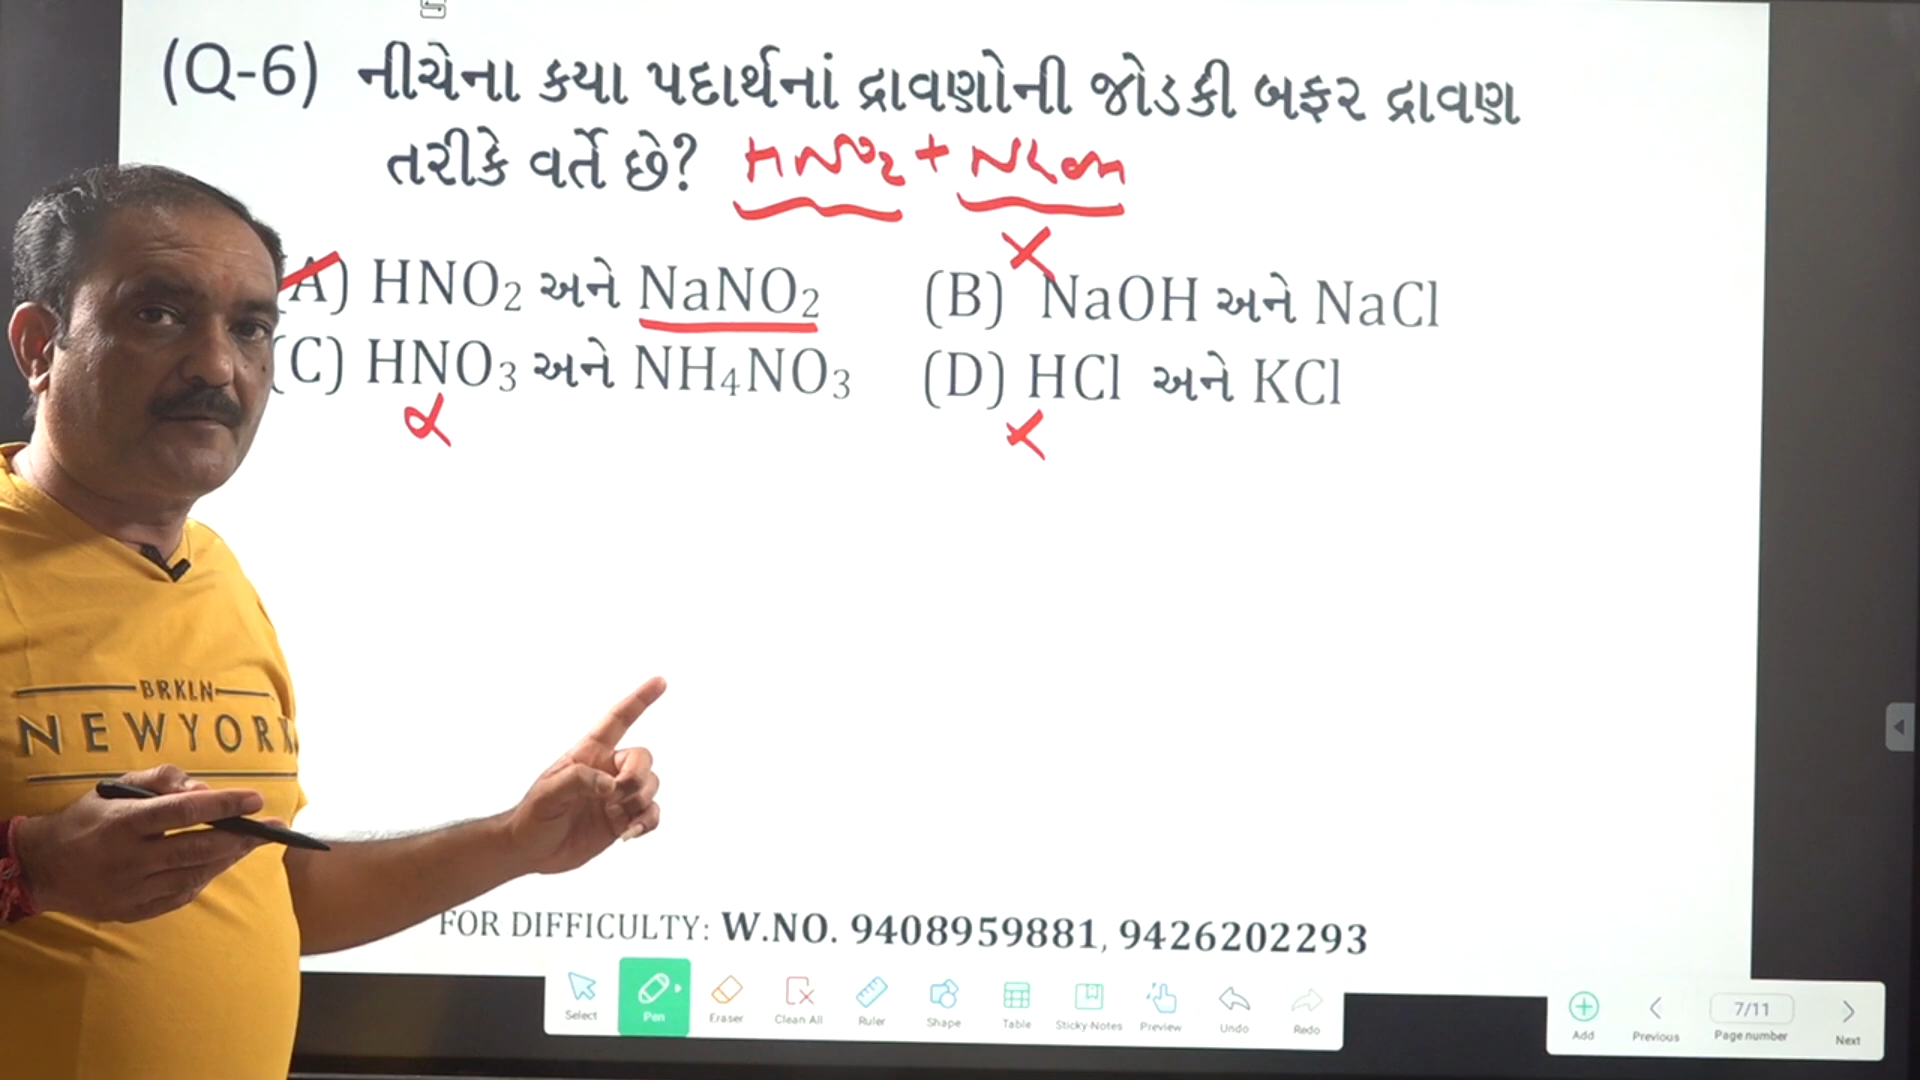 (Q-6) નીચેના કયા પદાર્થનાં દ્રાવણોની જોડકી બફર દ્રાવણ
તરીકે વર્તે છે? HNO2 + NaOH
A) HNO2 અને NaNO2 (B) NaOH અને NaCl
(C) HNO3 અને NH4NO3 (D) HCl અને KCl
BRKLN
NEWYORK
FOR DIFFICULTY: W.NO. 9408959881, 9426202293
Select Pen Eraser Clean All Ruler Shape Table Sticky Notes Preview Undo Redo
Add Previous 7/11 Page number Next